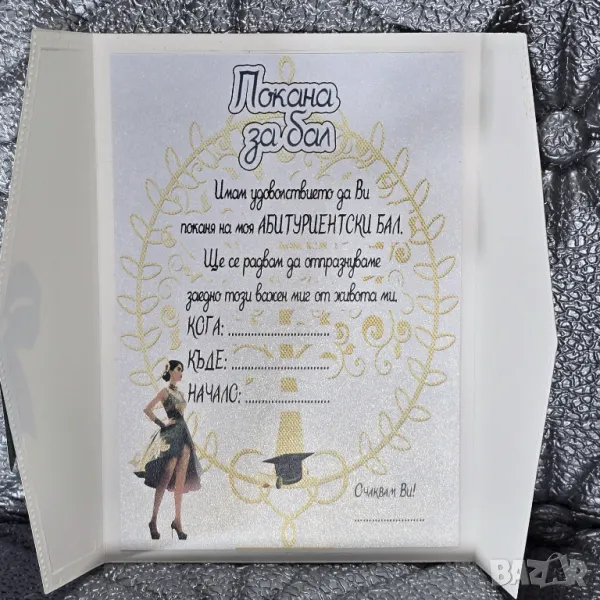 Покана
за бал
Имам удоволствието да Ви
поканя на моя АБИТУРИЕНТСКИ БАЛ.
Ще се радвам да отпразнуваме
заедно този важен миг от живота ми.
КОГА: ................................
КЪДЕ: ................................
НАЧАЛО: ...........................
Очаквам Ви!
........................
BAZAR